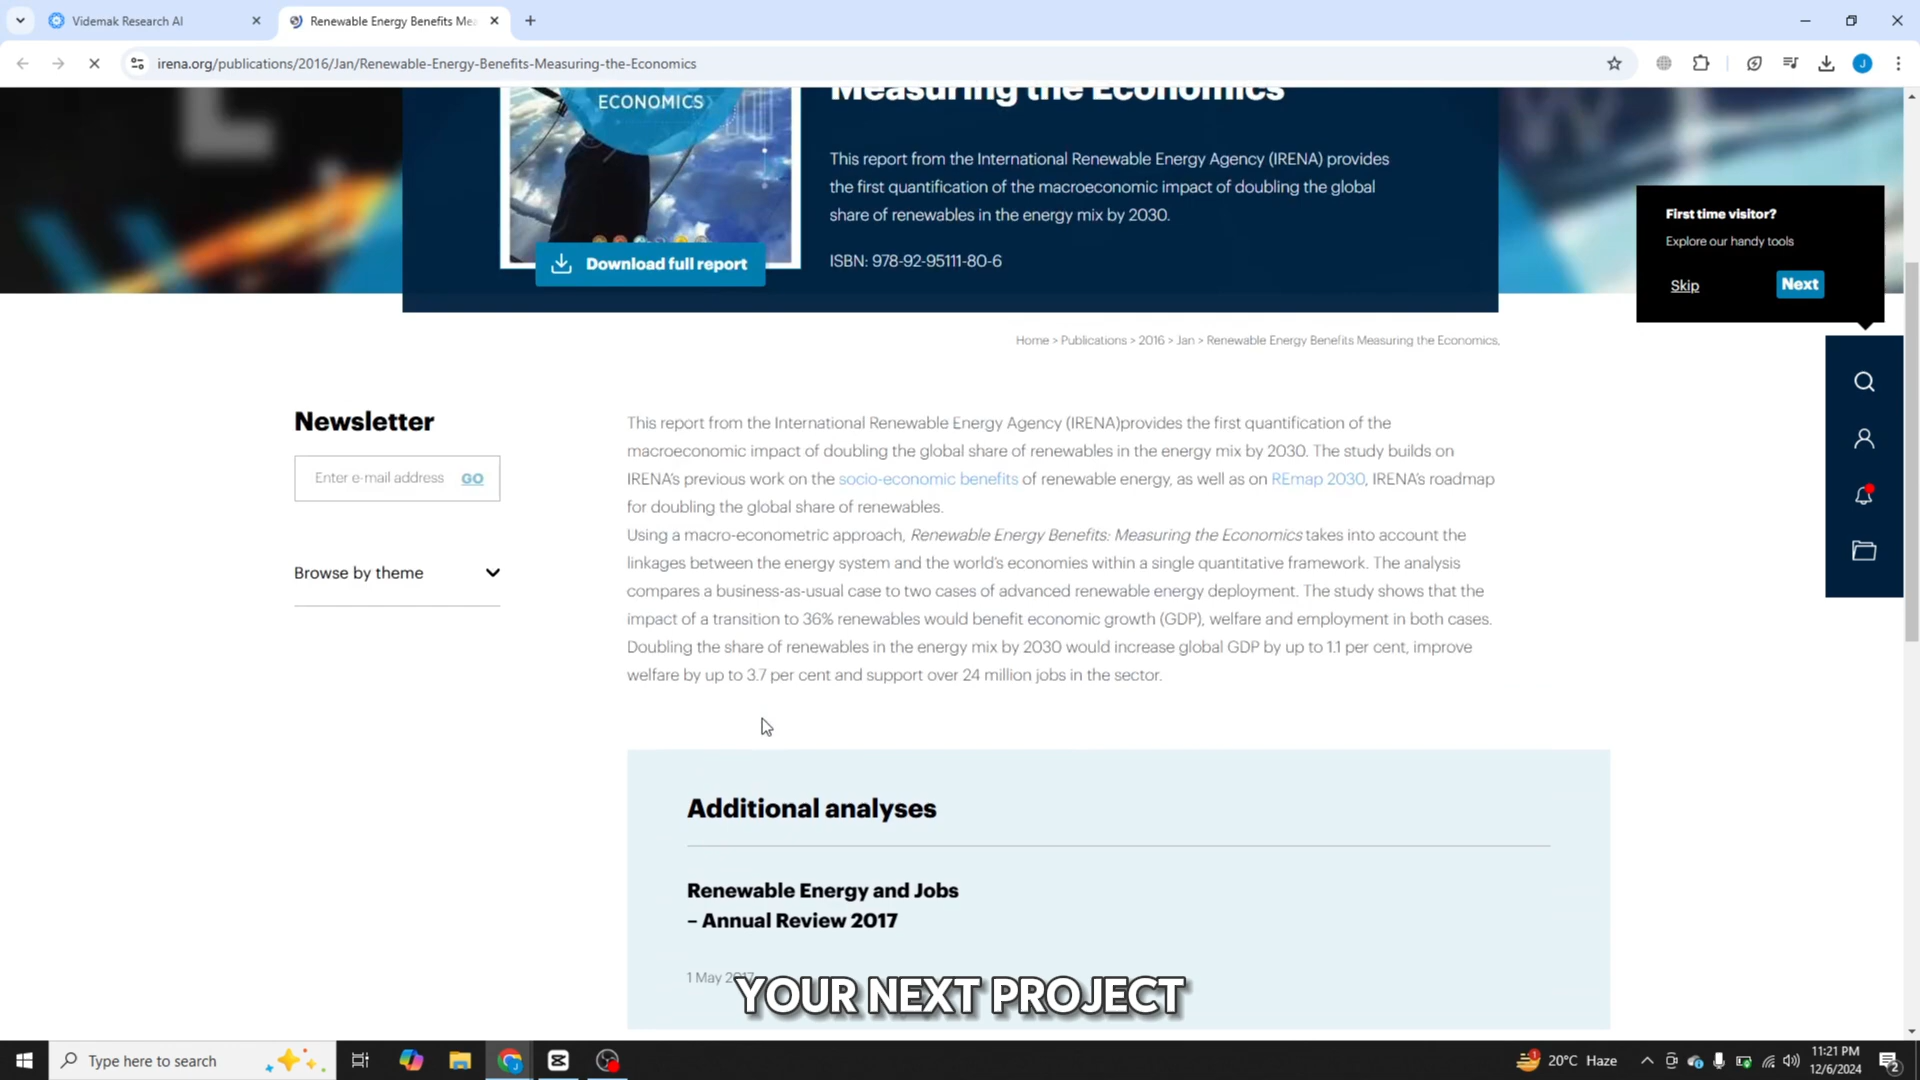 Videmak Research AI
Renewable Energy Benefits Mea
irena.org/publications/2016/Jan/Renewable-Energy-Benefits-Measuring-the-Economics
J
ECONOMICS
Measuring the Economics
This report from the International Renewable Energy Agency (IRENA) provides
the first quantification of the macroeconomic impact of doubling the global
share of renewables in the energy mix by 2030.
ISBN: 978-92-95111-80-6
Download full report
First time visitor?
Explore our handy tools
Skip
Next
Home > Publications > 2016 > Jan > Renewable Energy Benefits Measuring the Economics,
Newsletter
Enter e-mail address GO
Browse by theme
This report from the International Renewable Energy Agency (IRENA)provides the first quantification of the
macroeconomic impact of doubling the global share of renewables in the energy mix by 2030. The study builds on
IRENA's previous work on the socio-economic benefits of renewable energy, as well as on REmap 2030, IRENA's roadmap
for doubling the global share of renewables.
Using a macro-econometric approach, Renewable Energy Benefits: Measuring the Economics takes into account the
linkages between the energy system and the world's economies within a single quantitative framework. The analysis
compares a business-as-usual case to two cases of advanced renewable energy deployment. The study shows that the
impact of a transition to 36% renewables would benefit economic growth (GDP), welfare and employment in both cases.
Doubling the share of renewables in the energy mix by 2030 would increase global GDP by up to 1.1 per cent, improve
welfare by up to 3.7 per cent and support over 24 million jobs in the sector.
Additional analyses
Renewable Energy and Jobs
– Annual Review 2017
1 May 2017
YOUR NEXT PROJECT
Type here to search
1
20°C Haze
11:21 PM
12/6/2024
2